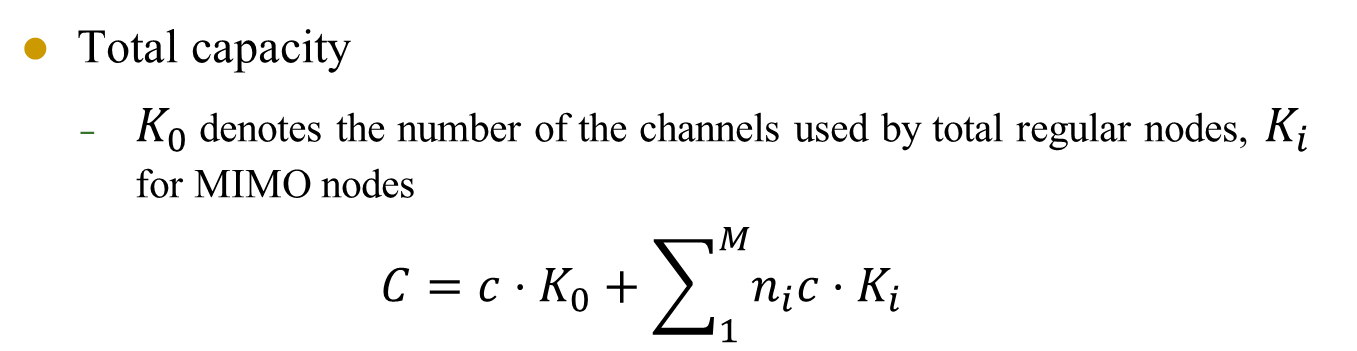 ● Total capacity
– K₀ denotes the number of the channels used by total regular nodes, Kᵢ
for MIMO nodes
C = c · K₀ + ∑₁ᴹ nᵢc · Kᵢ